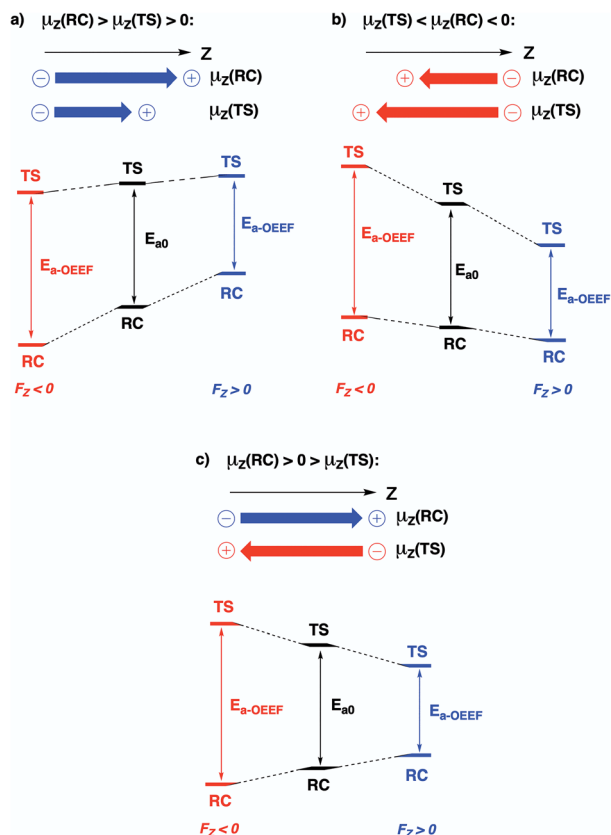 a) μZ(RC) > μZ(TS) > 0:
Z
− + μZ(RC)
− + μZ(TS)
TS TS TS
Ea-OEEF Ea0 Ea-OEEF
RC RC RC
FZ < 0 FZ > 0
b) μZ(TS) < μZ(RC) < 0:
Z
+ − μZ(RC)
+ − μZ(TS)
TS TS TS
Ea-OEEF Ea0 Ea-OEEF
RC RC RC
FZ < 0 FZ > 0
c) μZ(RC) > 0 > μZ(TS):
Z
− + μZ(RC)
+ − μZ(TS)
TS TS TS
Ea-OEEF Ea0 Ea-OEEF
RC RC RC
FZ < 0 FZ > 0